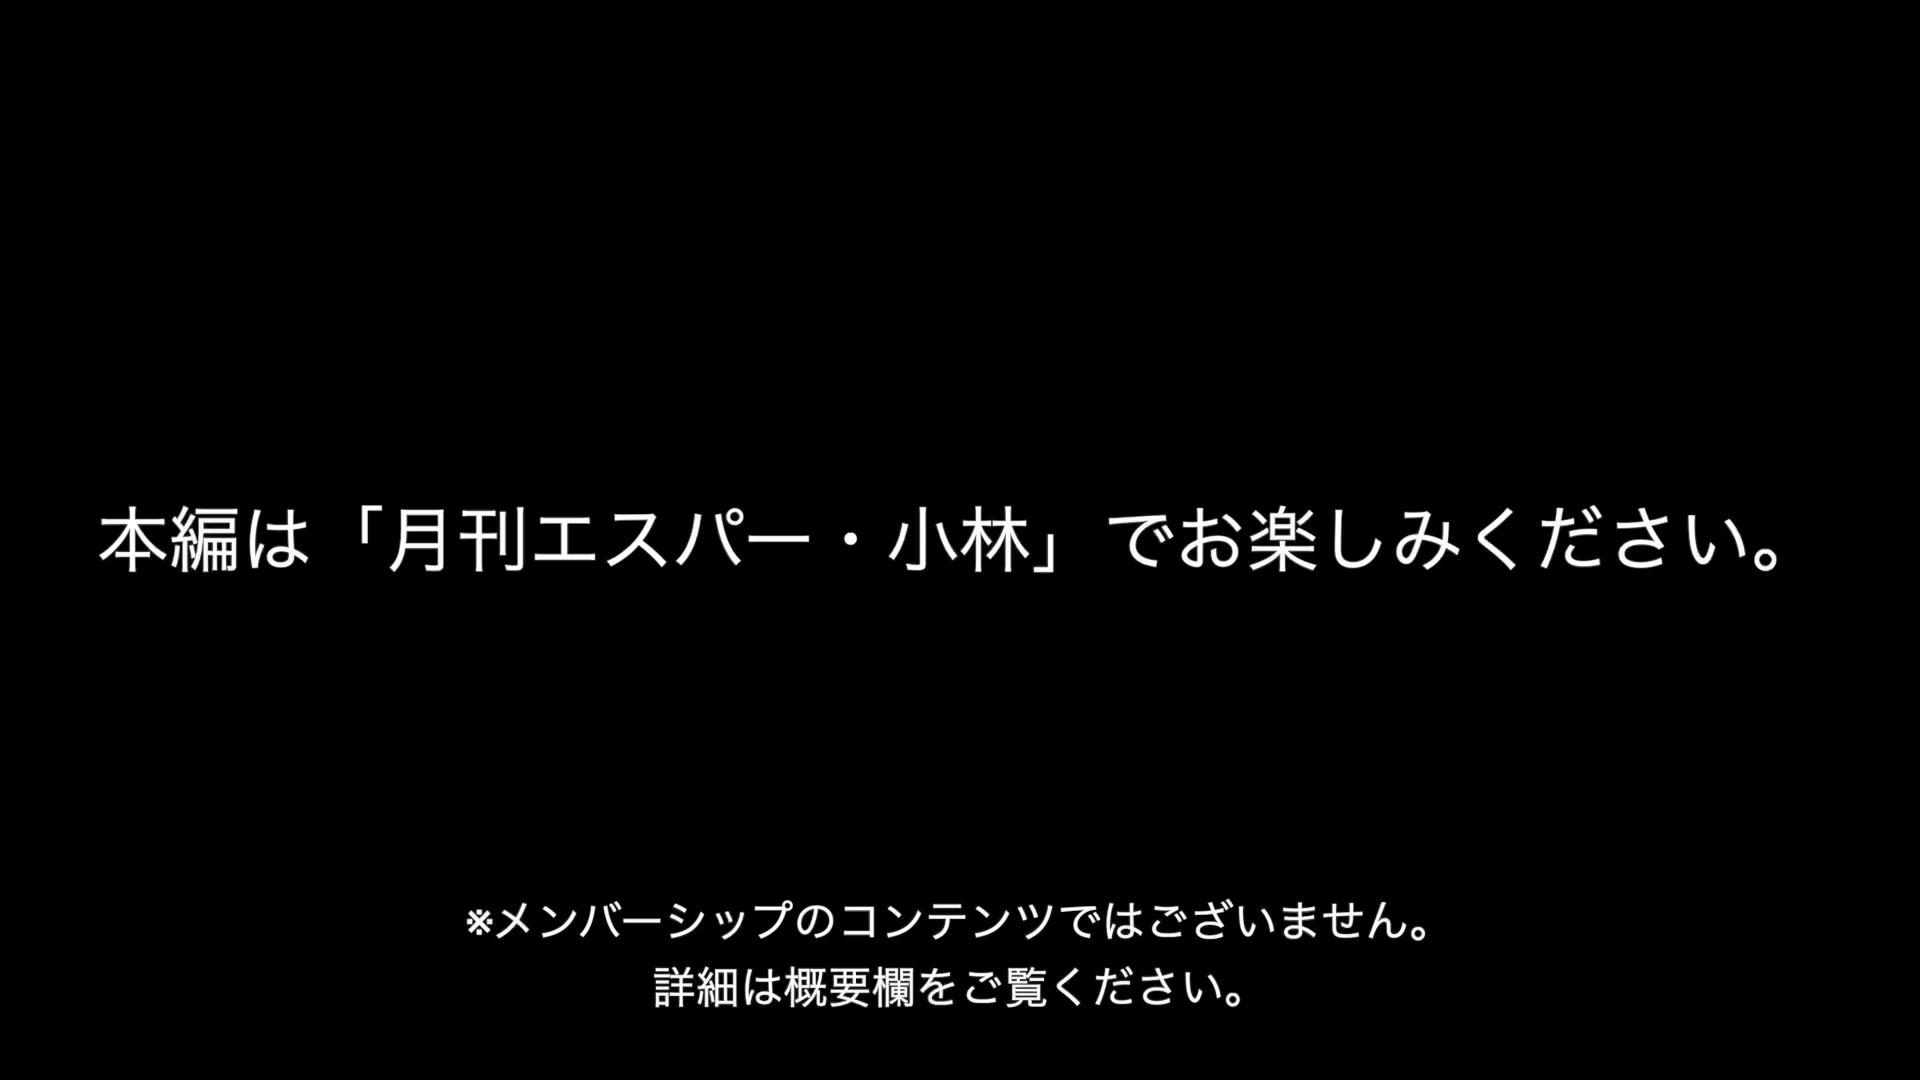 本編は「月刊エスパー・小林」でお楽しみください。
※メンバーシップのコンテンツではございません。
詳細は概要欄をご覧ください。